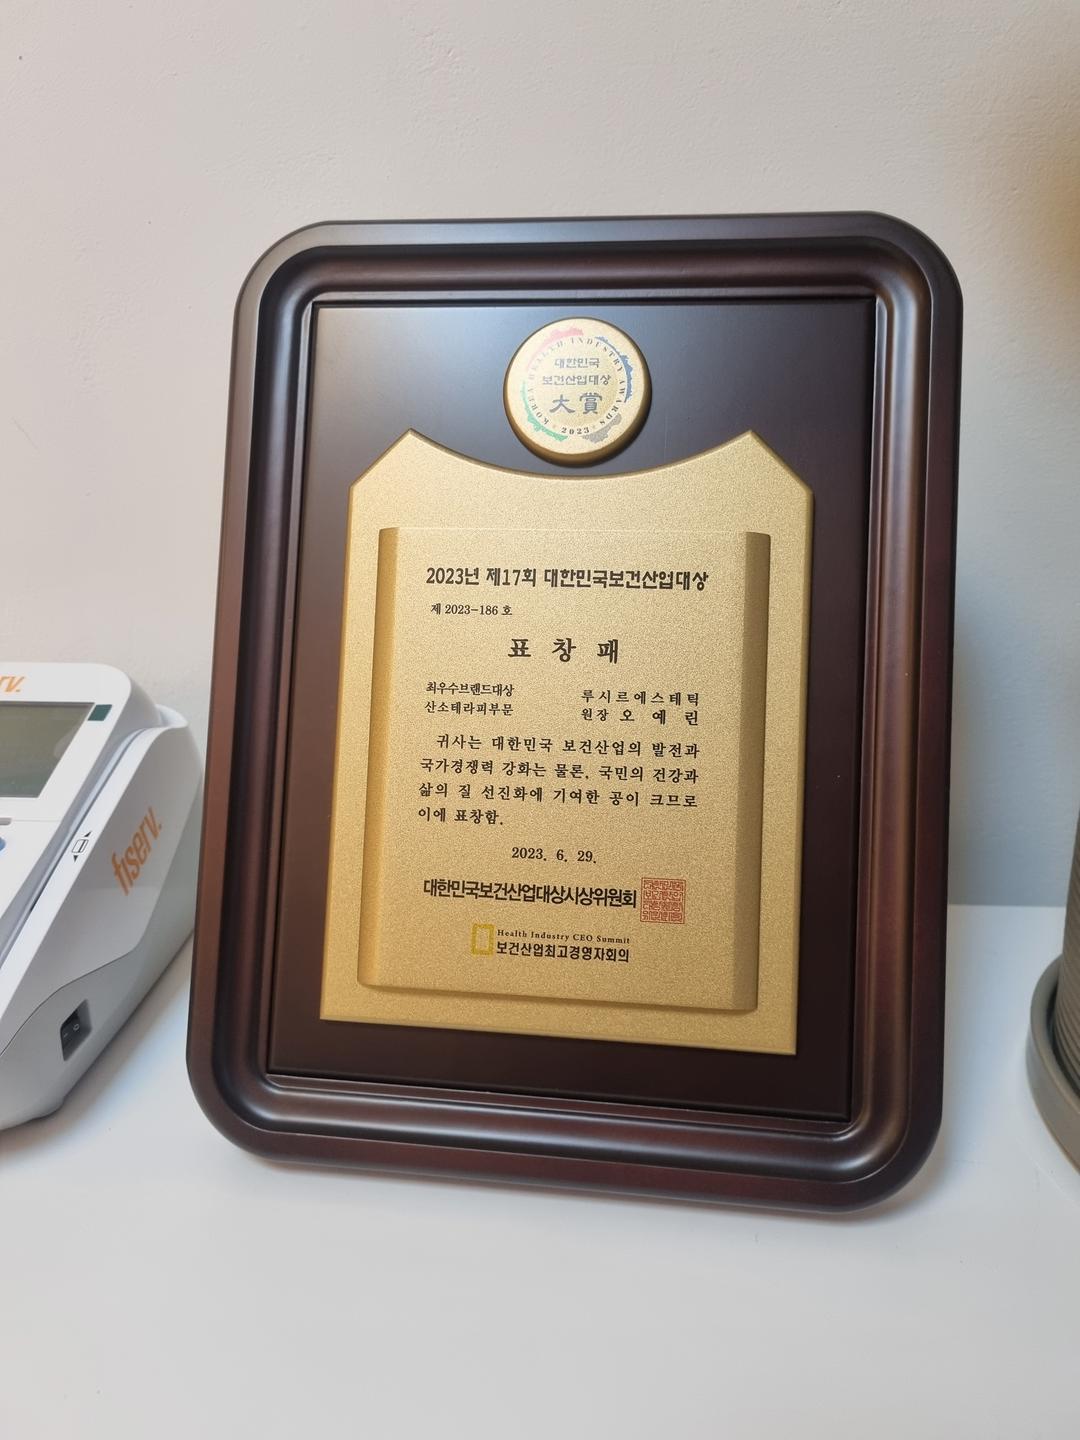 KOREA HEALTH INDUSTRY AWARDS
대한민국
보건산업대상
大賞
2023
2023년 제17회 대한민국보건산업대상
제 2023-186 호
표 창 패
최우수브랜드대상
산소테라피부문
루시르에스테틱
원장 오 예 린
귀사는 대한민국 보건산업의 발전과
국가경쟁력 강화는 물론, 국민의 건강과
삶의 질 선진화에 기여한 공이 크므로
이에 표창함.
2023. 6. 29.
대한민국보건산업대상시상위원회
Health Industry CEO Summit
보건산업최고경영자회의
fiserv.